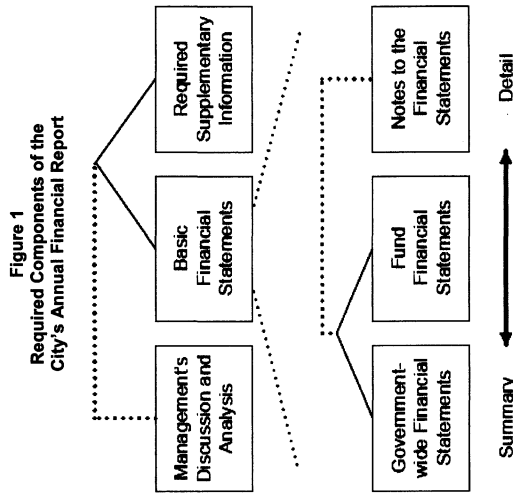 Figure 1
Required Components of the
City's Annual Financial Report
Management's
Discussion and
Analysis
Basic
Financial
Statements
Required
Supplementary
Information
Government-
wide Financial
Statements
Fund
Financial
Statements
Notes to the
Financial
Statements
Summary
Detail